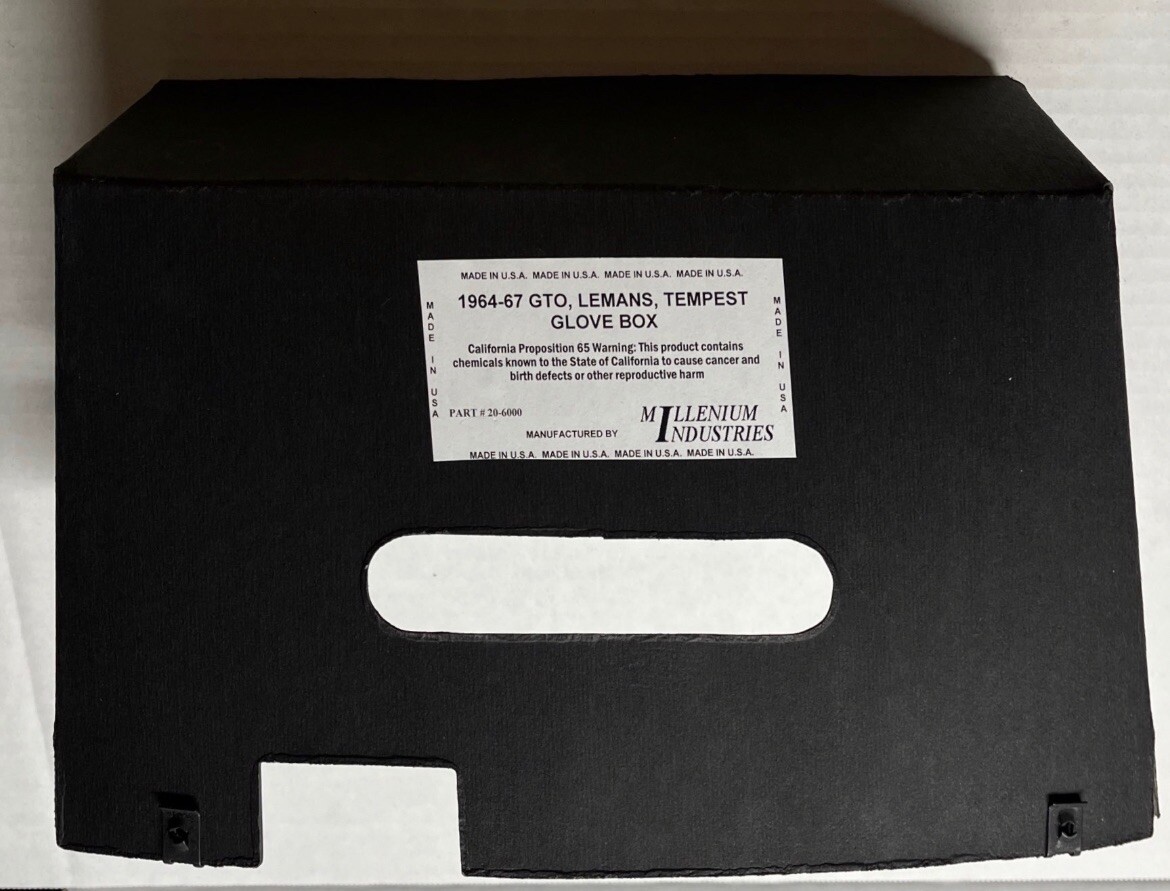 MADE IN U.S.A. MADE IN U.S.A. MADE IN U.S.A. MADE IN U.S.A.
1964-67 GTO, LEMANS, TEMPEST
GLOVE BOX
California Proposition 65 Warning: This product contains
chemicals known to the State of California to cause cancer and
birth defects or other reproductive harm
MADE IN USA
MADE IN USA
PART # 20-6000
MANUFACTURED BY
MILLENIUM
INDUSTRIES
MADE IN U.S.A. MADE IN U.S.A. MADE IN U.S.A. MADE IN U.S.A.